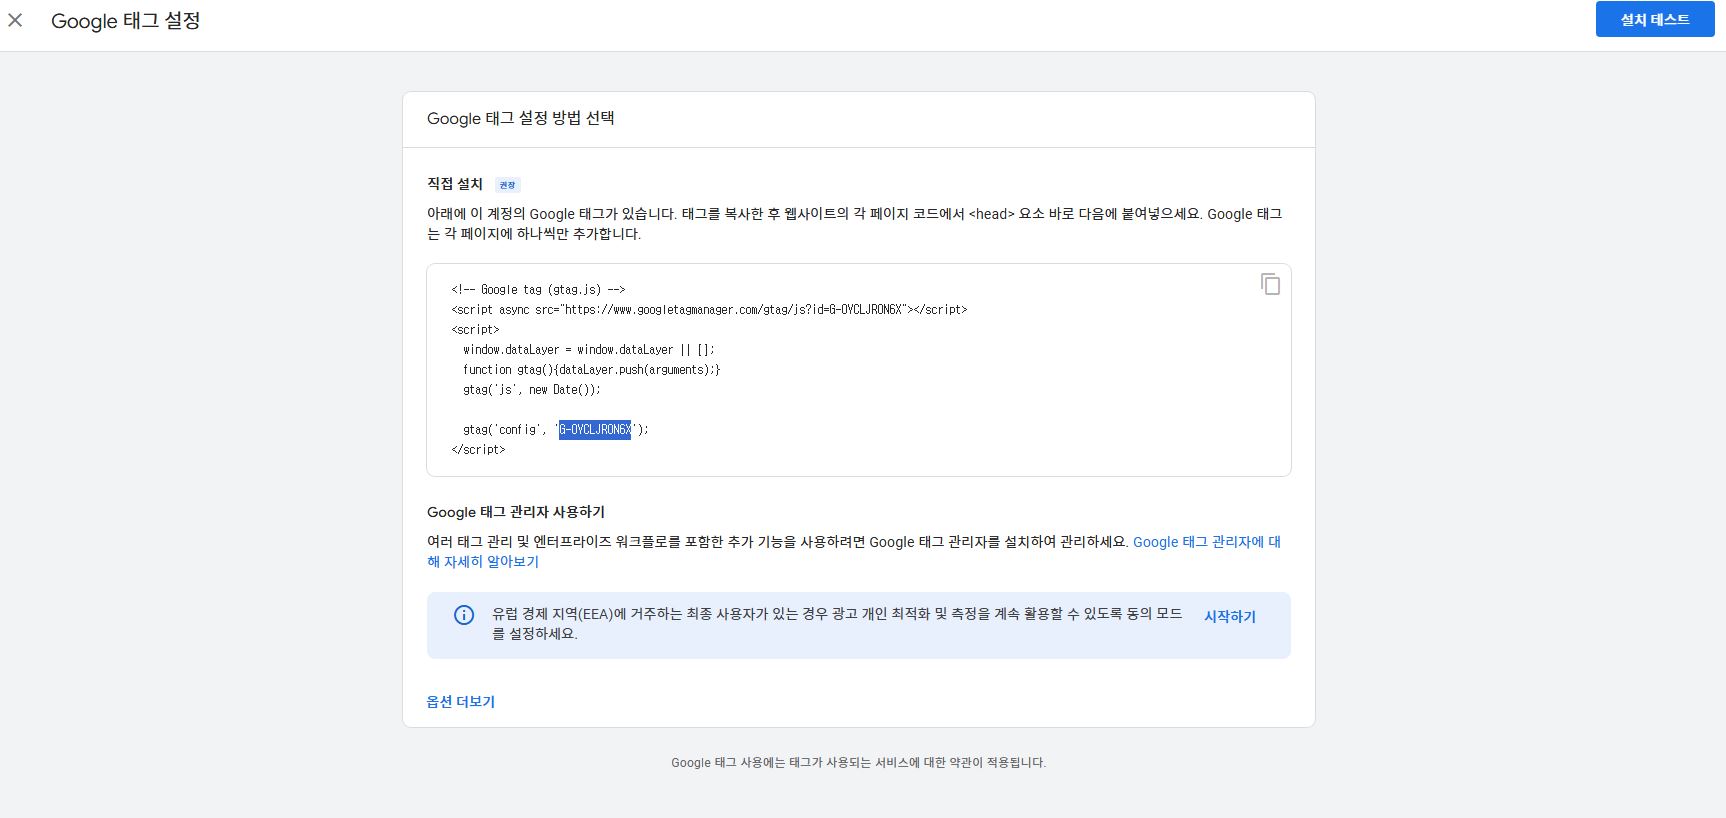 Google 태그 설정
설치 테스트
Google 태그 설정 방법 선택
직접 설치 권장
아래에 이 계정의 Google 태그가 있습니다. 태그를 복사한 후 웹사이트의 각 페이지 코드에서 <head> 요소 바로 다음에 붙여넣으세요. Google 태그
는 각 페이지에 하나씩만 추가합니다.
<!-- Google tag (gtag.js) -->
<script async src="https://www.googletagmanager.com/gtag/js?id=G-0YCLJRON6X"></script>
<script>
window.dataLayer = window.dataLayer || [];
function gtag(){dataLayer.push(arguments);}
gtag('js', new Date());
gtag('config', 'G-0YCLJRON6X');
</script>
Google 태그 관리자 사용하기
여러 태그 관리 및 엔터프라이즈 워크플로를 포함한 추가 기능을 사용하려면 Google 태그 관리자를 설치하여 관리하세요. Google 태그 관리자에 대
해 자세히 알아보기
유럽 경제 지역(EEA)에 거주하는 최종 사용자가 있는 경우 광고 개인 최적화 및 측정을 계속 활용할 수 있도록 동의 모드
를 설정하세요.
시작하기
옵션 더보기
Google 태그 사용에는 태그가 사용되는 서비스에 대한 약관이 적용됩니다.